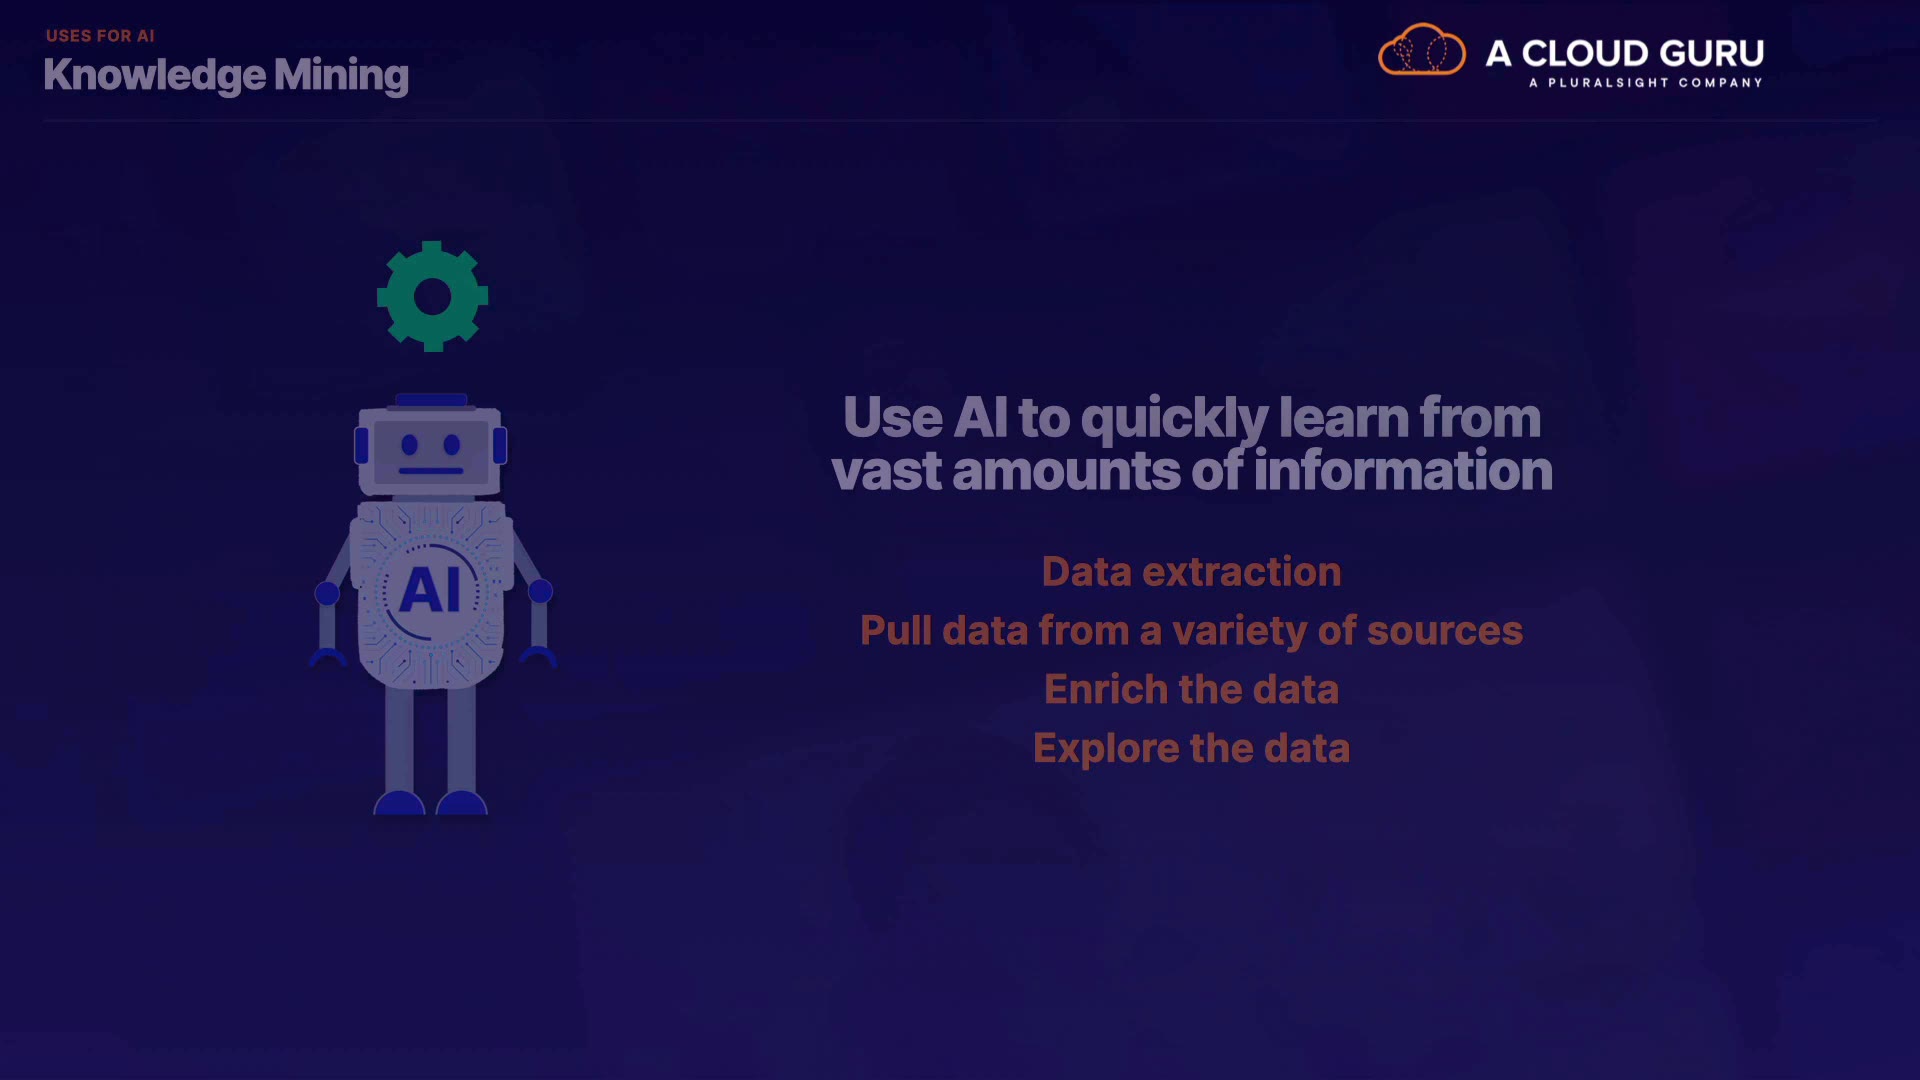 USES FOR AI
Knowledge Mining
A CLOUD GURU
A PLURALSIGHT COMPANY
Use AI to quickly learn from
vast amounts of information
Data extraction
Pull data from a variety of sources
Enrich the data
Explore the data
AI